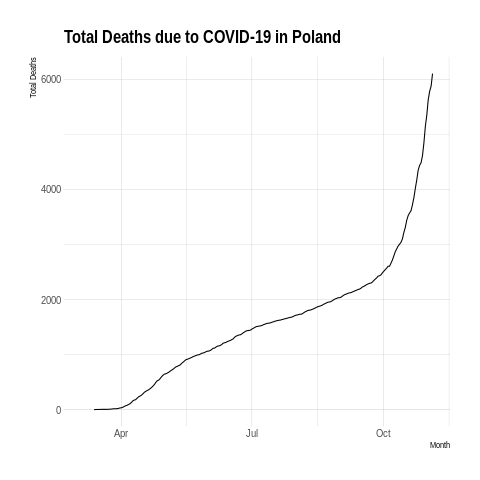 Total Deaths due to COVID-19 in Poland
Total Deaths
6000
4000
2000
0
Apr
Jul
Oct
Month